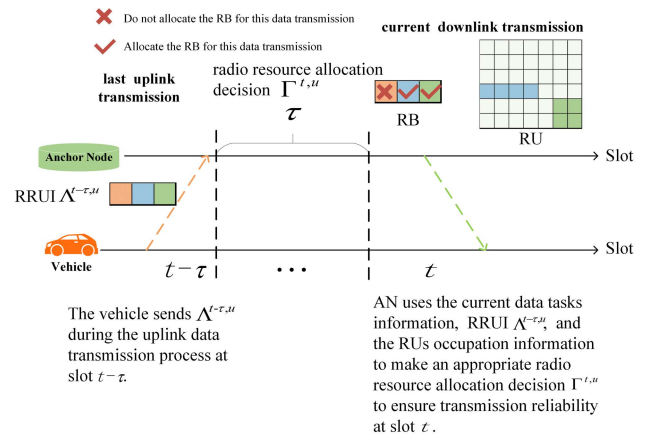 Do not allocate the RB for this data transmission
Allocate the RB for this data transmission
current downlink transmission
last uplink
transmission
radio resource allocation
decision Γ^{t,u}
τ
RB
RU
Anchor Node
Slot
RRUI Λ^{t-τ,u}
Vehicle
Slot
t-τ
...
t
The vehicle sends Λ^{t-τ,u}
during the uplink data
transmission process at
slot t-τ.
AN uses the current data tasks
information, RRUI Λ^{t-τ,u}, and
the RUs occupation information
to make an appropriate radio
resource allocation decision Γ^{t,u}
to ensure transmission reliability
at slot t.